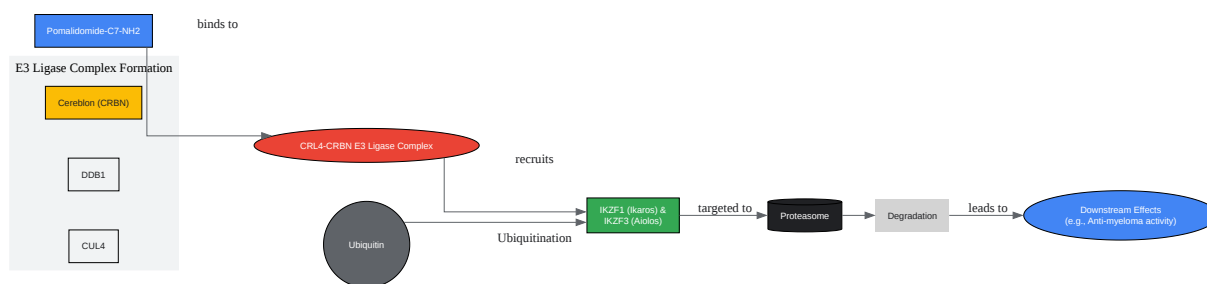 Pomalidomide-C7-NH2
binds to
E3 Ligase Complex Formation
Cereblon (CRBN)
CRL4-CRBN E3 Ligase Complex
recruits
DDB1
IKZF1 (Ikaros) &
IKZF3 (Aiolos)
targeted to
Proteasome
Degradation
leads to
Downstream Effects
(e.g., Anti-myeloma activity)
Ubiquitin
Ubiquitination
CUL4